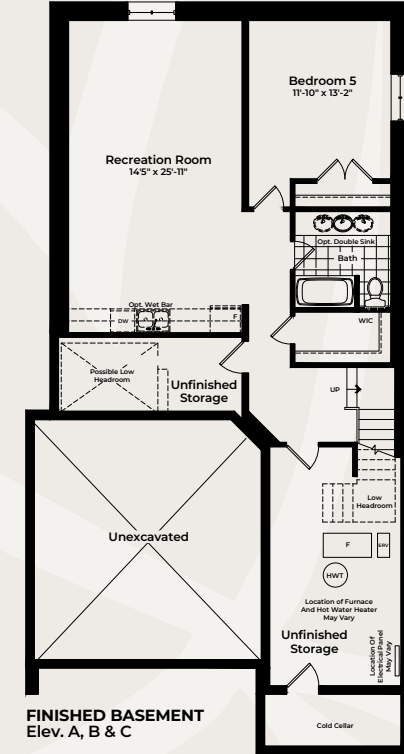 Bedroom 5
11'-10" x 13'-2"
Recreation Room
14'5" x 25'-11"
Opt. Double Sink
Bath
Opt. Wet Bar
DW
F
WIC
Possible Low
Headroom
Unfinished
Storage
UP
Low
Headroom
Unexcavated
F
ERV
HWT
Location of Furnace
And Hot Water Heater
May Vary
Unfinished
Storage
Location Of
Electrical Panel
May Vary
Cold Cellar
FINISHED BASEMENT
Elev. A, B & C